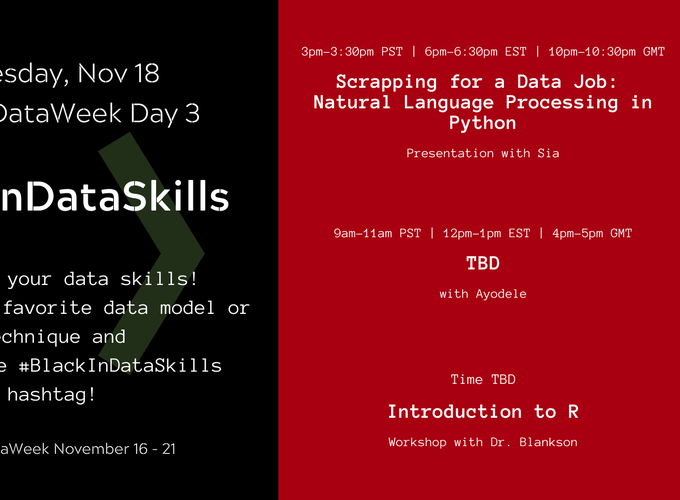 esday, Nov 18
DataWeek Day 3
nDataSkills
your data skills!
favorite data model or
echnique and
e #BlackInDataSkills
hashtag!
aWeek November 16 - 21
3pm-3:30pm PST | 6pm-6:30pm EST | 10pm-10:30pm GMT
Scrapping for a Data Job:
Natural Language Processing in
Python
Presentation with Sia
9am-11am PST | 12pm-1pm EST | 4pm-5pm GMT
TBD
with Ayodele
Time TBD
Introduction to R
Workshop with Dr. Blankson